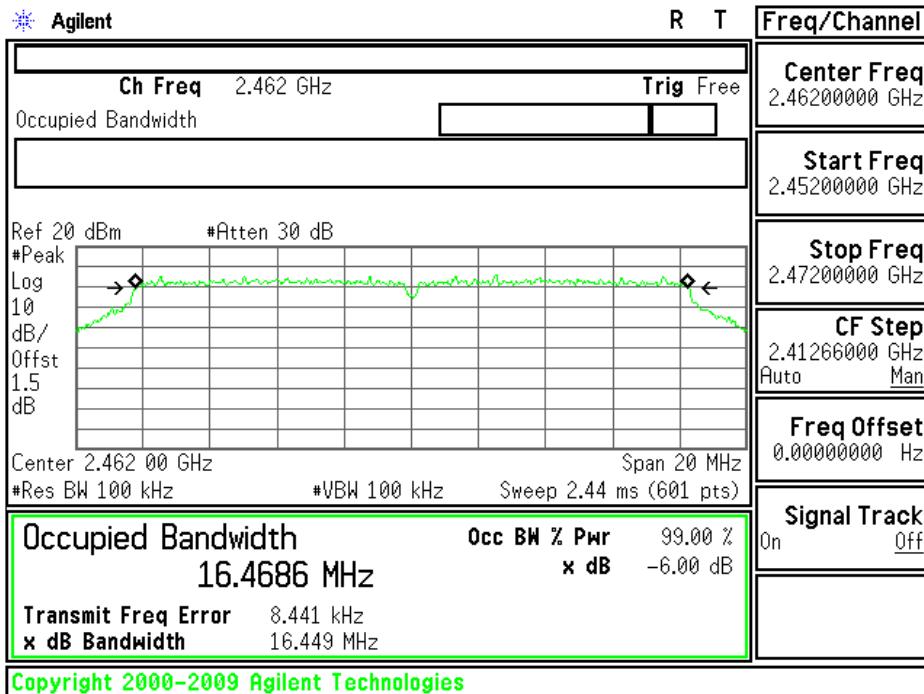 Agilent R T Freq/Channel
Ch Freq 2.462 GHz Trig Free
Occupied Bandwidth
Center Freq
2.46200000 GHz
Start Freq
2.45200000 GHz
Stop Freq
2.47200000 GHz
CF Step
2.41266000 GHz
Auto Man
Freq Offset
0.00000000 Hz
Signal Track
On Off
Ref 20 dBm #Atten 30 dB
#Peak
Log
10
dB/
Offst
1.5
dB
Center 2.462 00 GHz Span 20 MHz
#Res BW 100 kHz #VBW 100 kHz Sweep 2.44 ms (601 pts)
Occupied Bandwidth Occ BW % Pwr 99.00 %
16.4686 MHz x dB -6.00 dB
Transmit Freq Error 8.441 kHz
x dB Bandwidth 16.449 MHz
Copyright 2000-2009 Agilent Technologies